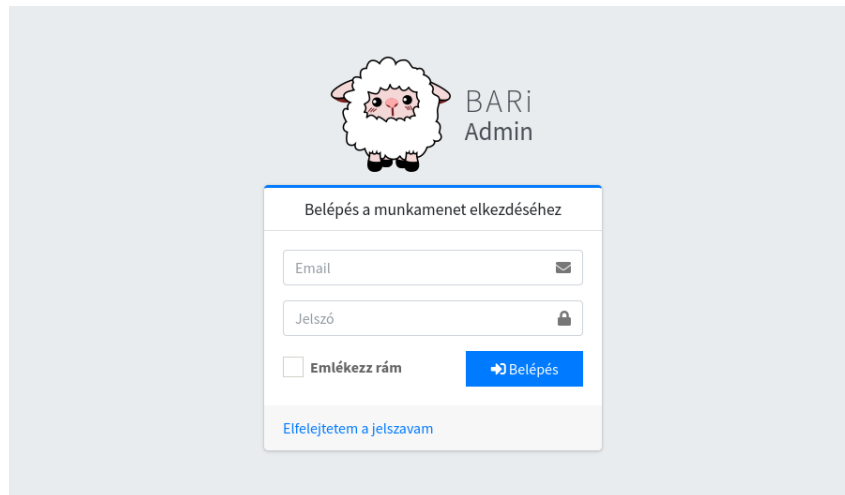 BARi
Admin
Belépés a munkamenet elkezdéséhez
Email
Jelszó
Emlékezz rám
Belépés
Elfelejtetem a jelszavam